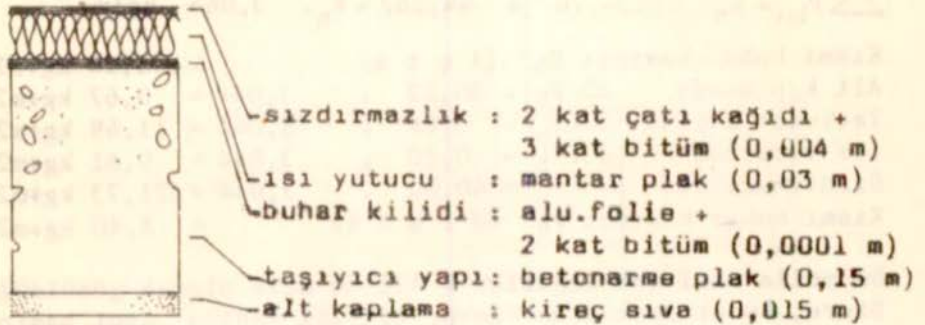 sızdırmazlık : 2 kat çatı kağıdı +
3 kat bitüm (0,004 m)
ısı yutucu : mantar plak (0,03 m)
buhar kilidi : alu.folie +
2 kat bitüm (0,0001 m)
taşıyıcı yapı: betonarme plak (0,15 m)
alt kaplama : kireç sıva (0,015 m)